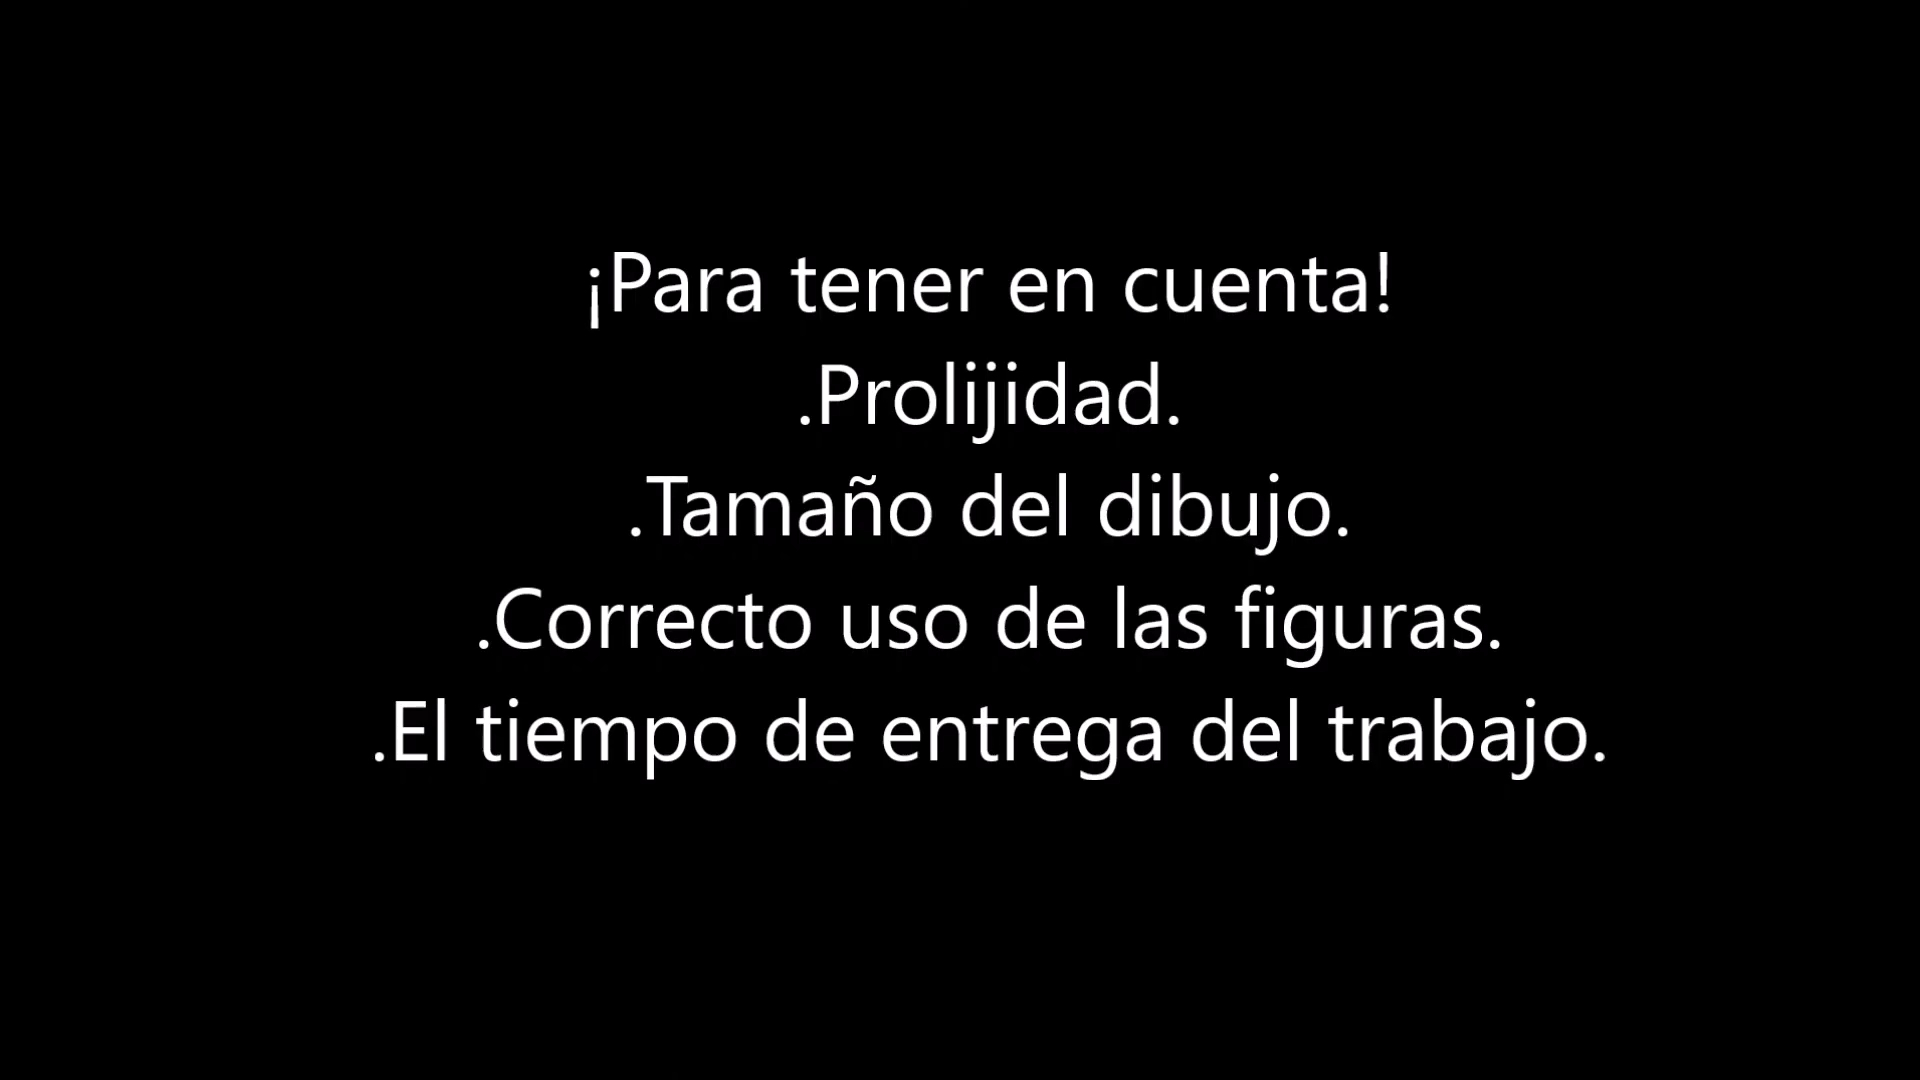 ¡Para tener en cuenta!
.Prolijidad.
.Tamaño del dibujo.
.Correcto uso de las figuras.
.El tiempo de entrega del trabajo.